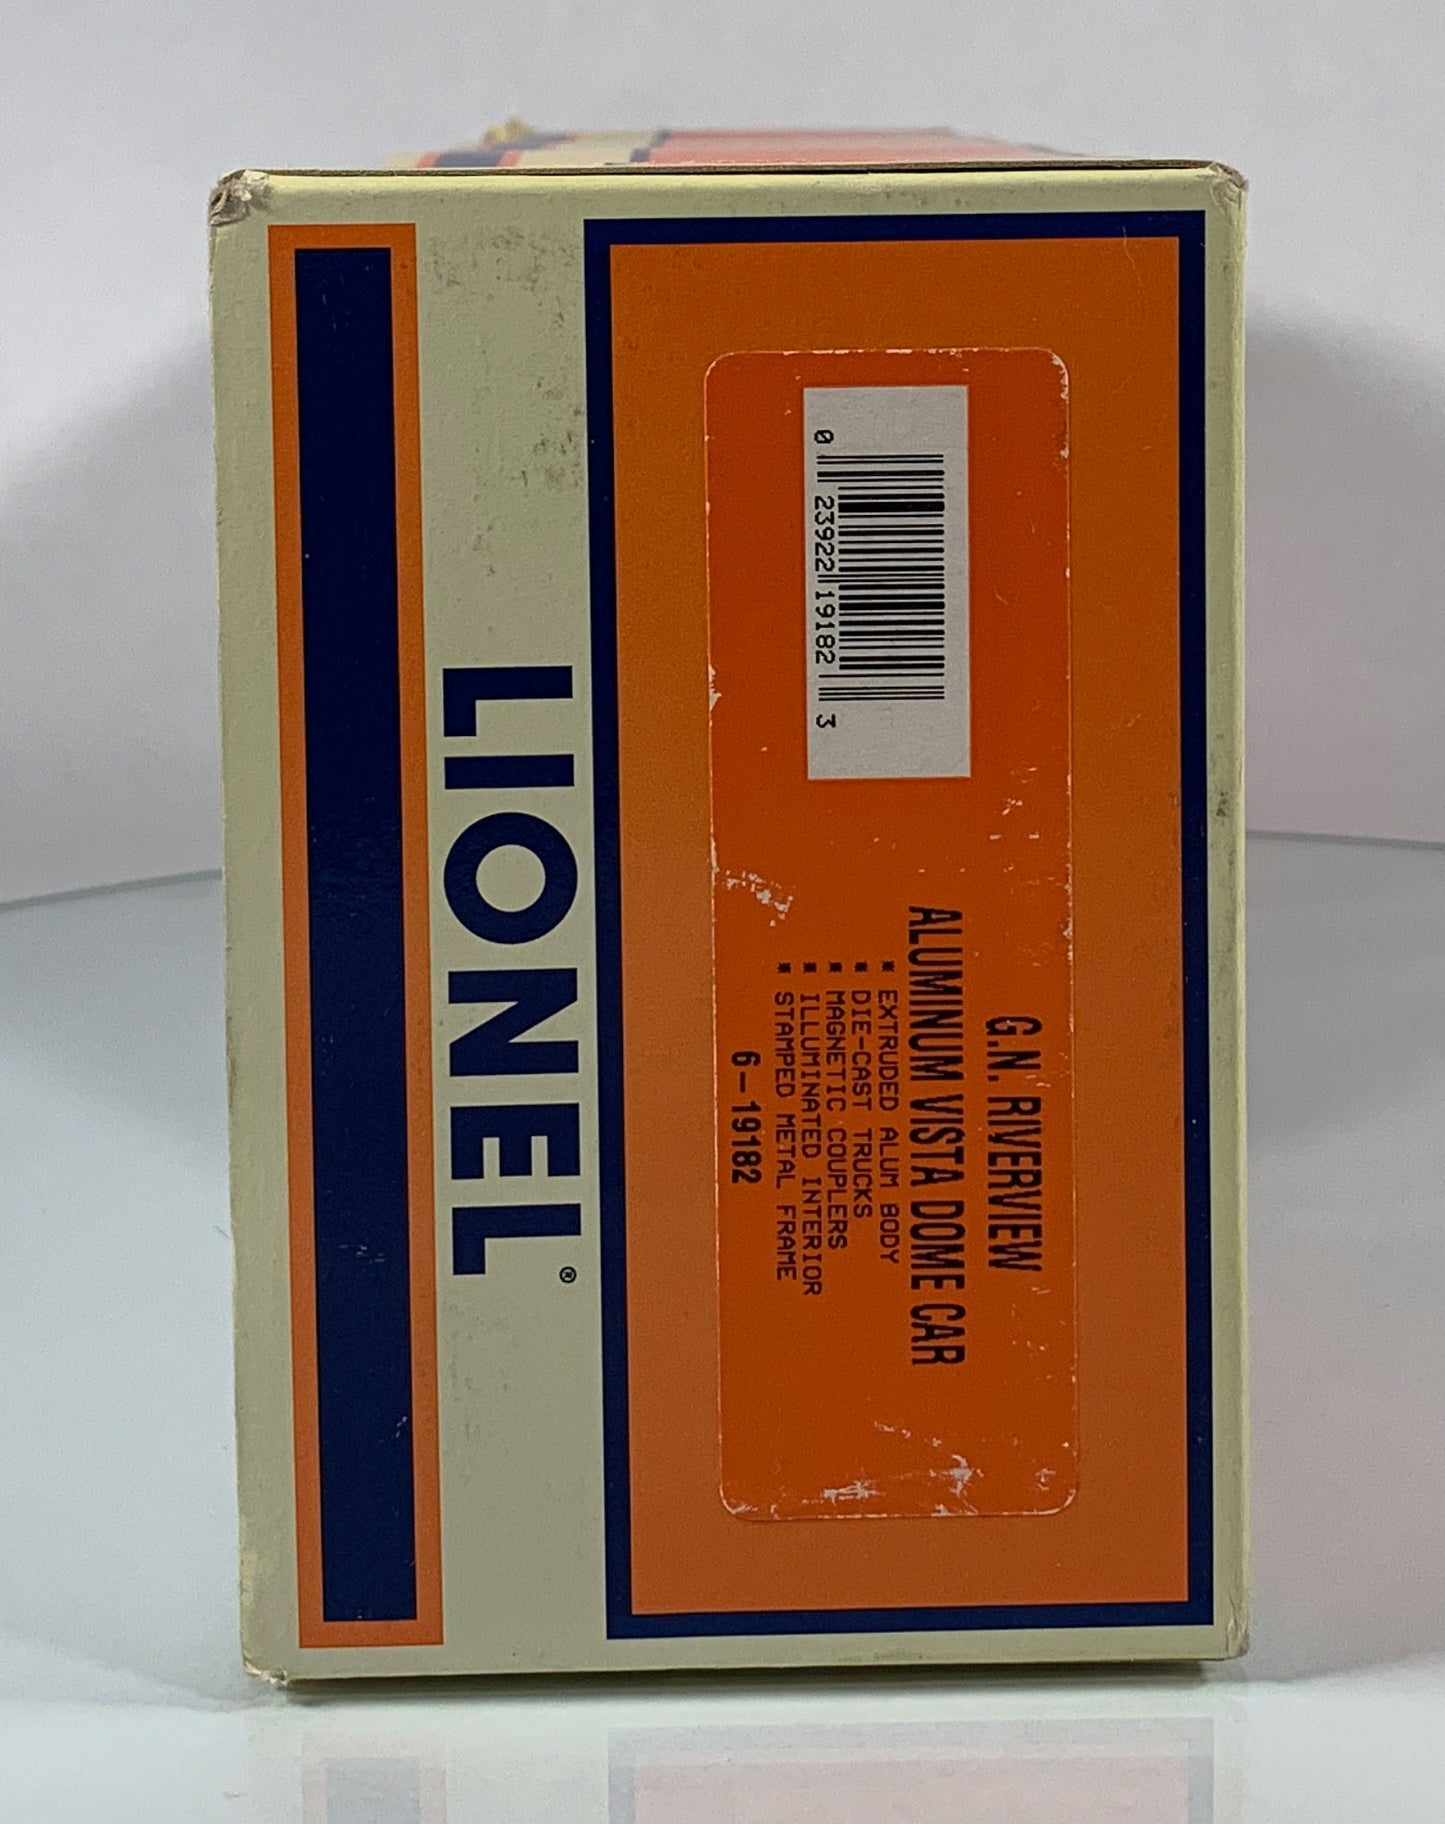 0 23922 19182 3
G.N. RIVERVIEW
ALUMINUM VISTA DOME CAR
* EXTRUDED ALUM BODY
* DIE-CAST TRUCKS
* MAGNETIC COUPLERS
* ILLUMINATED INTERIOR
* STAMPED METAL FRAME
6-19182
LIONEL®